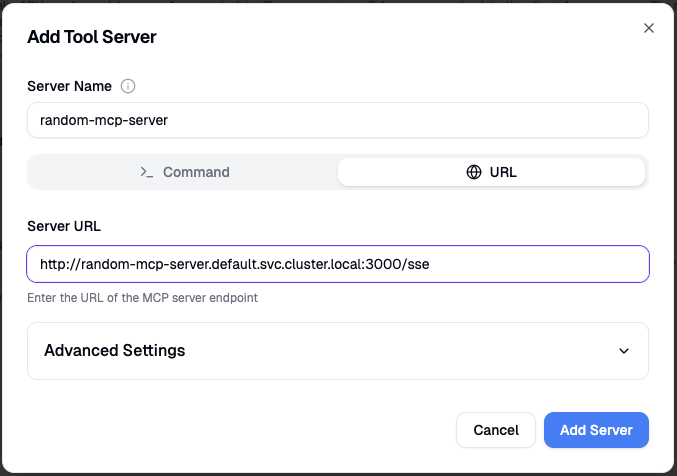 Add Tool Server
Server Name
random-mcp-server
Command
URL
Server URL
http://random-mcp-server.default.svc.cluster.local:3000/sse
Enter the URL of the MCP server endpoint
Advanced Settings
Cancel
Add Server